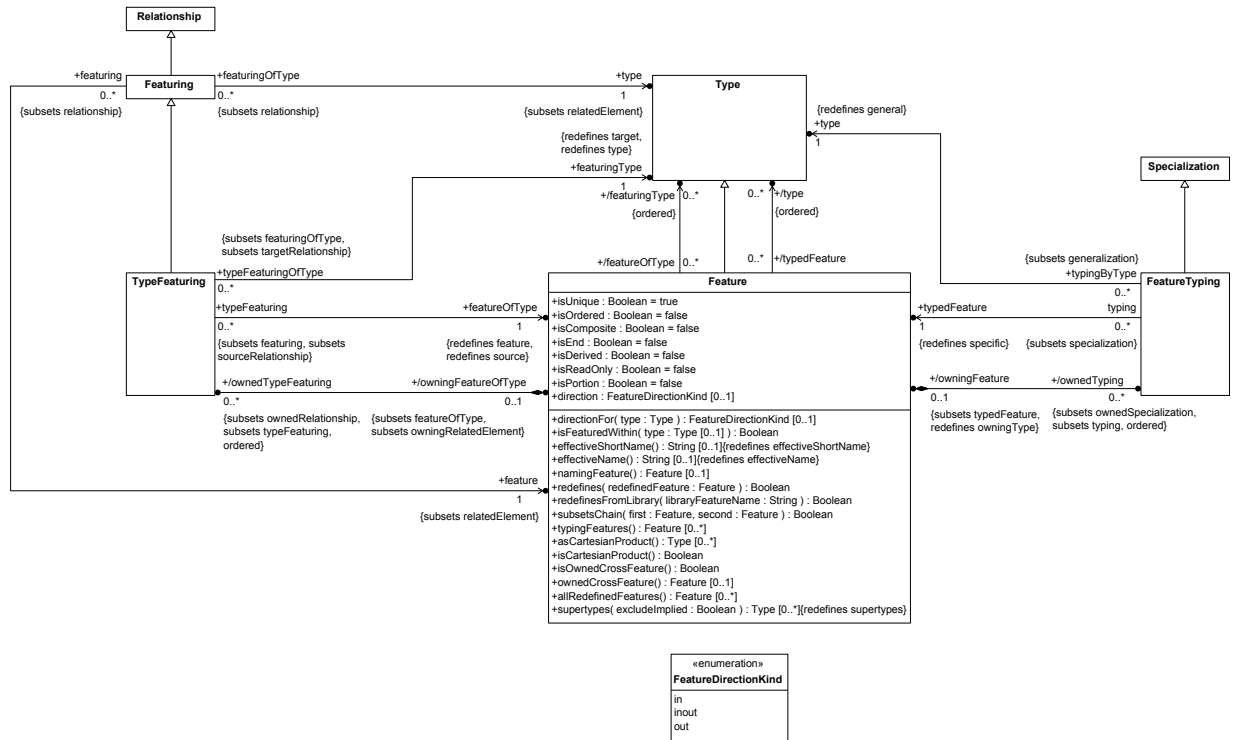 Relationship
+featuring
0..*
{subsets relationship}
Featuring
+featuringOfType
0..*
{subsets relationship}
+type
1
{subsets relatedElement}
Type
{redefines general}
+type
1
{redefines target,
redefines type}
+featuringType
1
Specialization
+/featuringType
0..*
{ordered}
0..*
+/type
{ordered}
{subsets featuringOfType,
subsets targetRelationship}
+typeFeaturingOfType
0..*
+/featureOfType
0..*
0..*
+/typedFeature
{subsets generalization}
+typingByType
0..*
TypeFeaturing
+typeFeaturing
0..*
{subsets featuring, subsets
sourceRelationship}
+featureOfType
1
{redefines feature,
redefines source}
+/ownedTypeFeaturing
0..*
{subsets ownedRelationship,
subsets typeFeaturing,
ordered}
+/owningFeatureOfType
0..1
{subsets featureOfType,
subsets owningRelatedElement}
+feature
1
{subsets relatedElement}
Feature
+isUnique : Boolean = true
+isOrdered : Boolean = false
+isComposite : Boolean = false
+isEnd : Boolean = false
+isDerived : Boolean = false
+isReadOnly : Boolean = false
+isPortion : Boolean = false
+direction : FeatureDirectionKind [0..1]
+directionFor( type : Type ) : FeatureDirectionKind [0..1]
+isFeaturedWithin( type : Type [0..1] ) : Boolean
+effectiveShortName() : String [0..1]{redefines effectiveShortName}
+effectiveName() : String [0..1]{redefines effectiveName}
+namingFeature() : Feature [0..1]
+redefines( redefinedFeature : Feature ) : Boolean
+redefinesFromLibrary( libraryFeatureName : String ) : Boolean
+subsetsChain( first : Feature, second : Feature ) : Boolean
+typingFeatures() : Feature [0..*]
+asCartesianProduct() : Type [0..*]
+isCartesianProduct() : Boolean
+isOwnedCrossFeature() : Boolean
+ownedCrossFeature() : Feature [0..1]
+allRedefinedFeatures() : Feature [0..*]
+supertypes( excludeImplied : Boolean ) : Type [0..*]{redefines supertypes}
FeatureTyping
+typedFeature
1
{redefines specific}
typing
0..*
{subsets specialization}
+/owningFeature
0..1
{subsets typedFeature,
redefines owningType}
+/ownedTyping
0..*
{subsets ownedSpecialization,
subsets typing, ordered}
«enumeration»
FeatureDirectionKind
in
inout
out